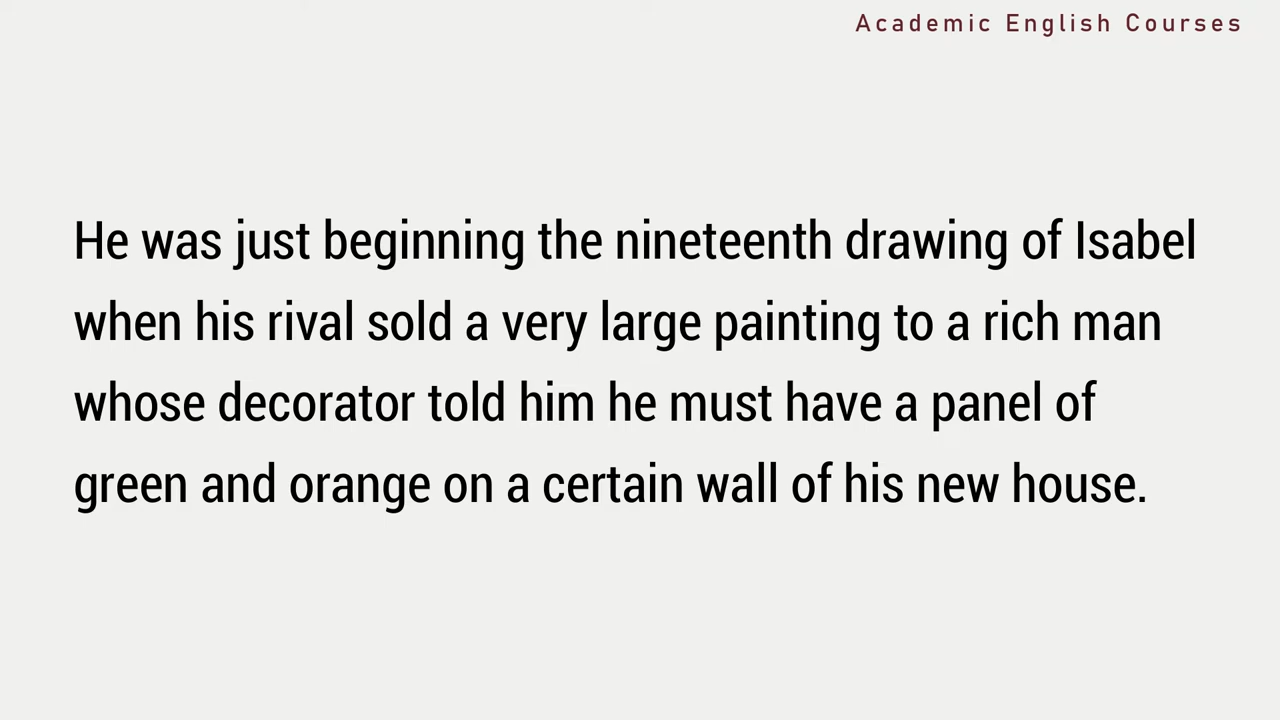 Academic English Courses
He was just beginning the nineteenth drawing of Isabel
when his rival sold a very large painting to a rich man
whose decorator told him he must have a panel of
green and orange on a certain wall of his new house.